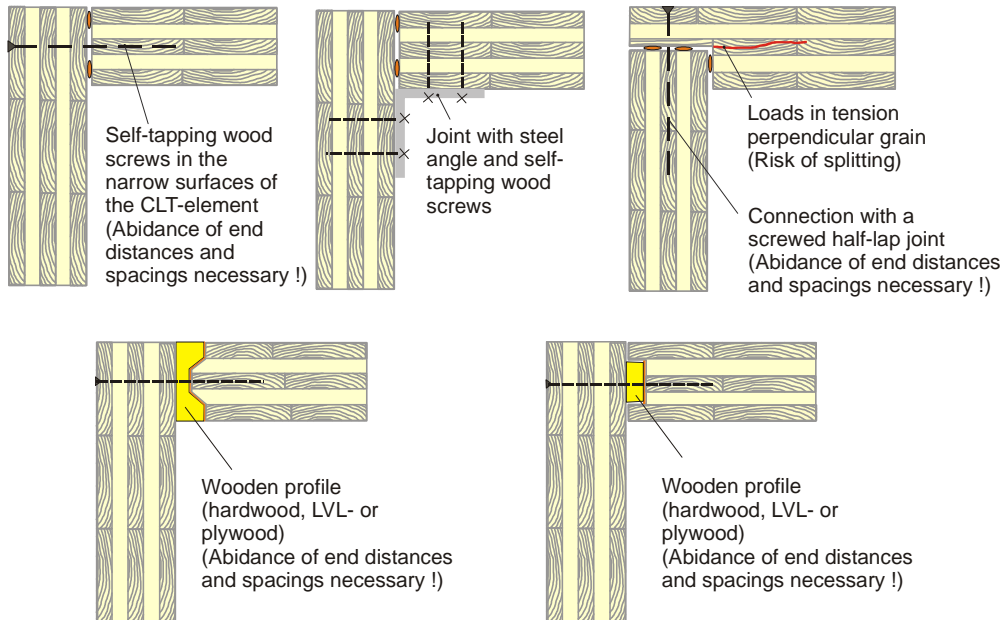 Self-tapping wood
screws in the
narrow surfaces of
the CLT-element
(Abidance of end
distances and
spacings necessary !)
Joint with steel
angle and self-
tapping wood
screws
Loads in tension
perpendicular grain
(Risk of splitting)
Connection with a
screwed half-lap joint
(Abidance of end distances
and spacings necessary !)
Wooden profile
(hardwood, LVL- or
plywood)
(Abidance of end distances
and spacings necessary !)
Wooden profile
(hardwood, LVL- or
plywood)
(Abidance of end distances
and spacings necessary !)